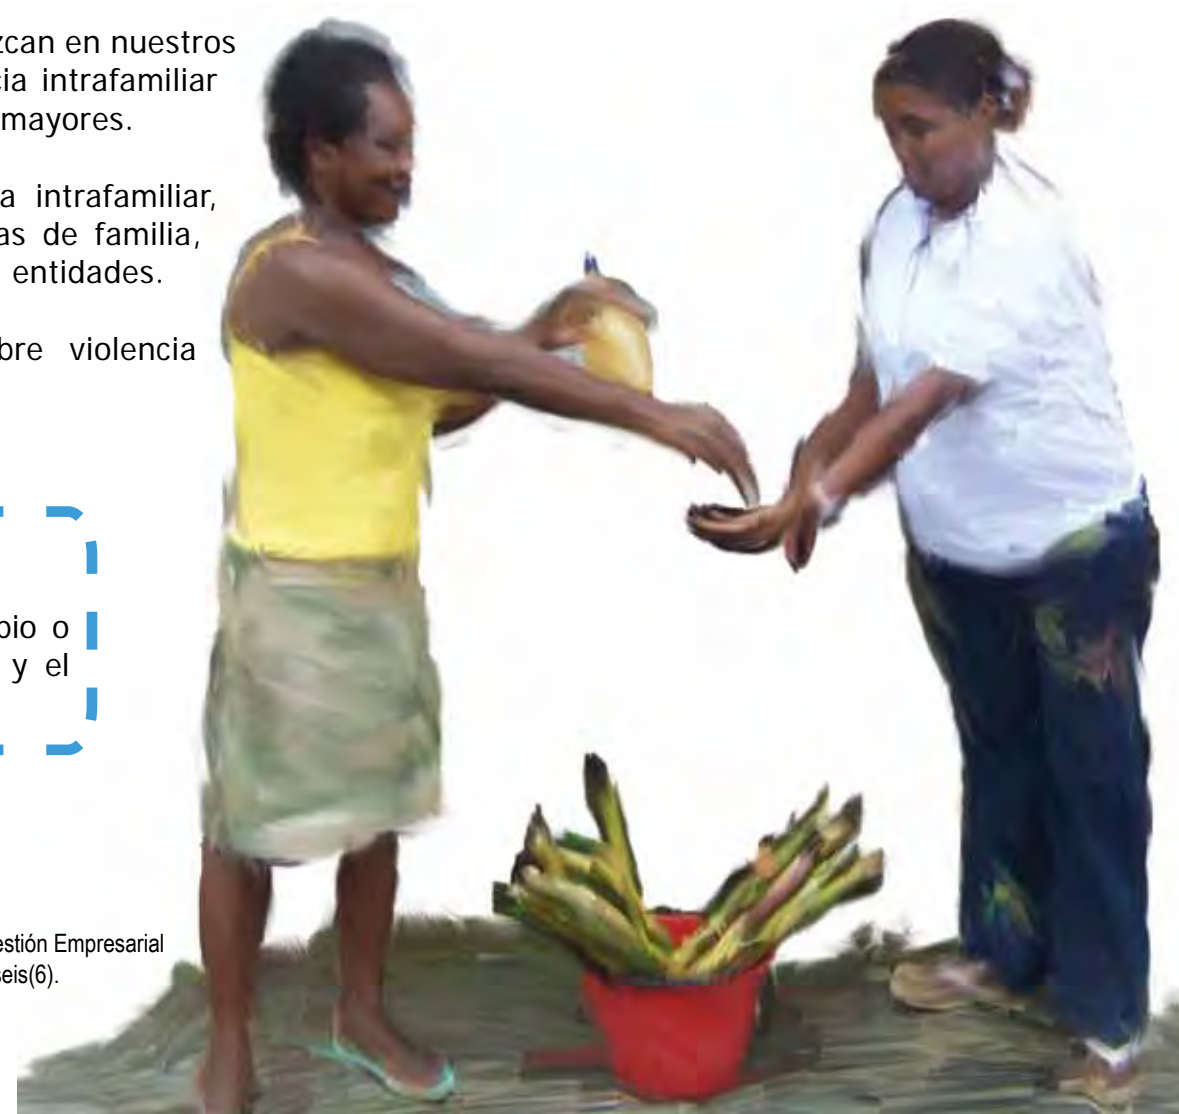 zcan en nuestros
cia intrafamiliar
mayores.
a intrafamiliar,
as de familia,
entidades.
bre violencia
bio o
y el
estión Empresarial
seis(6).